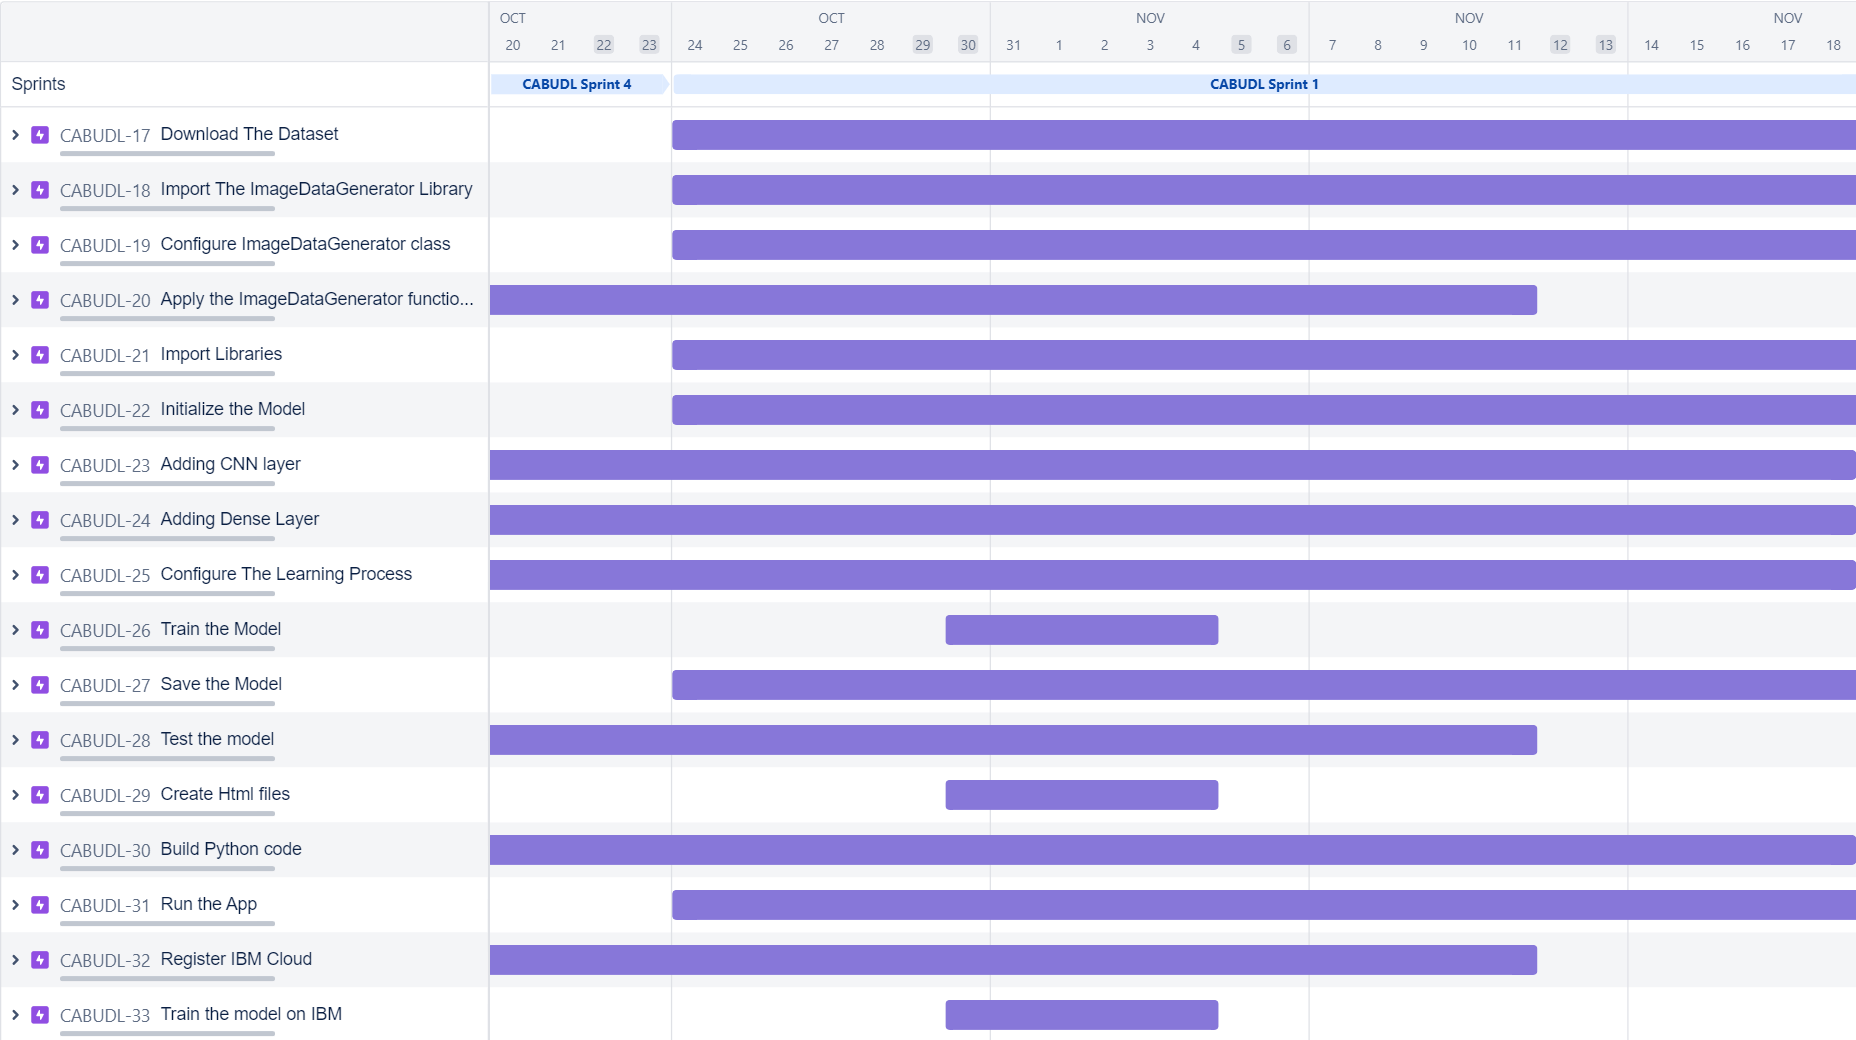 OCT OCT NOV NOV NOV
20 21 22 23 24 25 26 27 28 29 30 31 1 2 3 4 5 6 7 8 9 10 11 12 13 14 15 16 17 18
Sprints CABUDL Sprint 4 CABUDL Sprint 1
CABUDL-17 Download The Dataset
CABUDL-18 Import The ImageDataGenerator Library
CABUDL-19 Configure ImageDataGenerator class
CABUDL-20 Apply the ImageDataGenerator functio...
CABUDL-21 Import Libraries
CABUDL-22 Initialize the Model
CABUDL-23 Adding CNN layer
CABUDL-24 Adding Dense Layer
CABUDL-25 Configure The Learning Process
CABUDL-26 Train the Model
CABUDL-27 Save the Model
CABUDL-28 Test the model
CABUDL-29 Create Html files
CABUDL-30 Build Python code
CABUDL-31 Run the App
CABUDL-32 Register IBM Cloud
CABUDL-33 Train the model on IBM